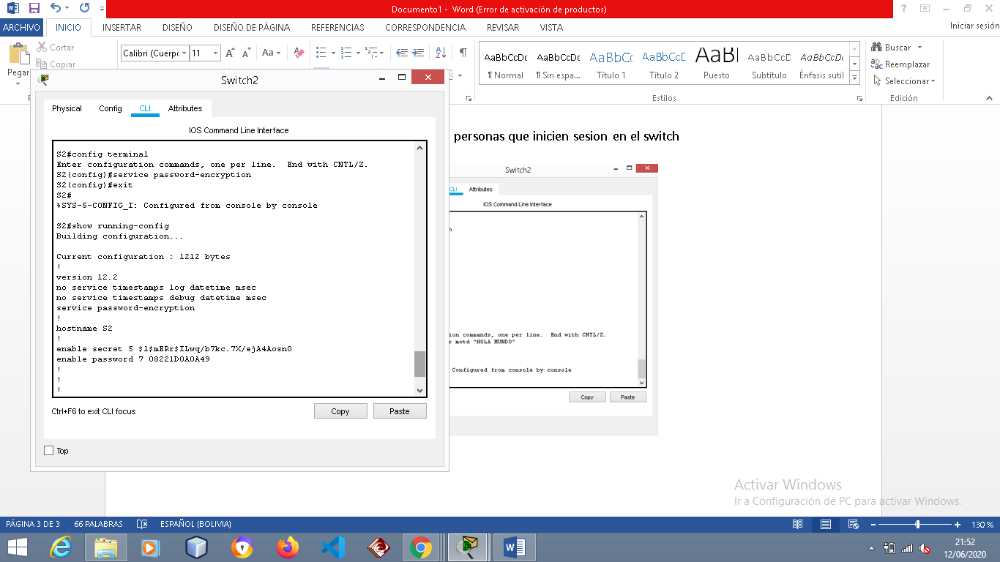 Documento1 - Word (Error de activación de productos)
ARCHIVO INICIO INSERTAR DISEÑO DISEÑO DE PÁGINA REFERENCIAS CORRESPONDENCIA REVISAR VISTA Iniciar sesión
Cortar
Copiar
Pegar
Calibri (Cuerpo 11
AaBbCcDc AaBbCcDc AaBbCc AaBbCcD AaBl AaBbCcD AaBbCcDc
¶ Normal ¶ Sin espa... Título 1 Título 2 Puesto Subtítulo Énfasis sutil
Estilos
Buscar
Reemplazar
Seleccionar
Edición
Switch2
Physical Config CLI Attributes
IOS Command Line Interface
S2#config terminal
Enter configuration commands, one per line. End with CNTL/Z.
S2(config)#service password-encryption
S2(config)#exit
S2#
%SYS-5-CONFIG_I: Configured from console by console
S2#show running-config
Building configuration...
Current configuration : 1212 bytes
!
version 12.2
no service timestamps log datetime msec
no service timestamps debug datetime msec
service password-encryption
!
hostname S2
!
enable secret 5 $1$mERr$ILwq/b7kc.7X/ejA4Aosn0
enable password 7 08221D0A0A49
!
!
!
Ctrl+F6 to exit CLI focus
Copy Paste
Top
personas que inicien sesion en el switch
Switch2
CLI Attributes
IOS Command Line Interface
n
ion commands, one per line. End with CNTL/Z.
r motd "HOLA MUNDO"
Configured from console by console
Copy Paste
Activar Windows
Ir a Configuración de PC para activar Windows.
PÁGINA 3 DE 3 66 PALABRAS ESPAÑOL (BOLIVIA) 130 %
21:52
12/06/2020